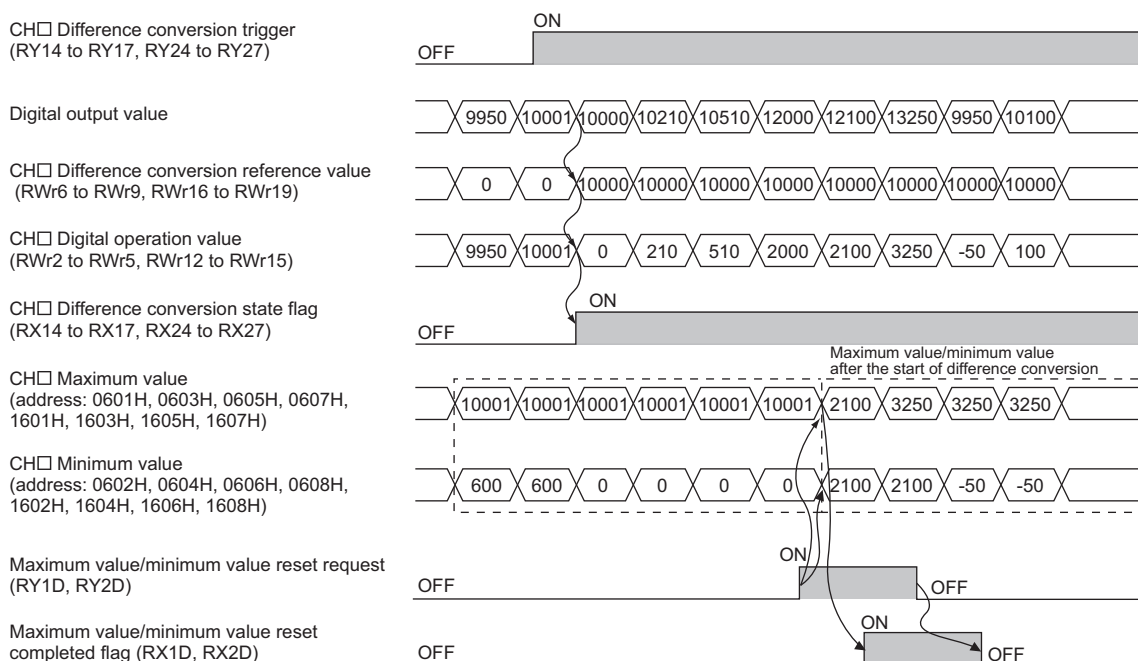 CH□ Difference conversion trigger
(RY14 to RY17, RY24 to RY27)
OFF
ON
Digital output value
9950 10001 10000 10210 10510 12000 12100 13250 9950 10100
CH□ Difference conversion reference value
(RWr6 to RWr9, RWr16 to RWr19)
0 0 10000 10000 10000 10000 10000 10000 10000 10000
CH□ Digital operation value
(RWr2 to RWr5, RWr12 to RWr15)
9950 10001 0 210 510 2000 2100 3250 -50 100
CH□ Difference conversion state flag
(RX14 to RX17, RX24 to RX27)
OFF
ON
Maximum value/minimum value
after the start of difference conversion
CH□ Maximum value
(address: 0601H, 0603H, 0605H, 0607H,
1601H, 1603H, 1605H, 1607H)
10001 10001 10001 10001 10001 10001 2100 3250 3250 3250
CH□ Minimum value
(address: 0602H, 0604H, 0606H, 0608H,
1602H, 1604H, 1606H, 1608H)
600 600 0 0 0 0 2100 2100 -50 -50
Maximum value/minimum value reset request
(RY1D, RY2D)
OFF
ON
OFF
Maximum value/minimum value reset
completed flag (RX1D, RX2D)
OFF
ON
OFF